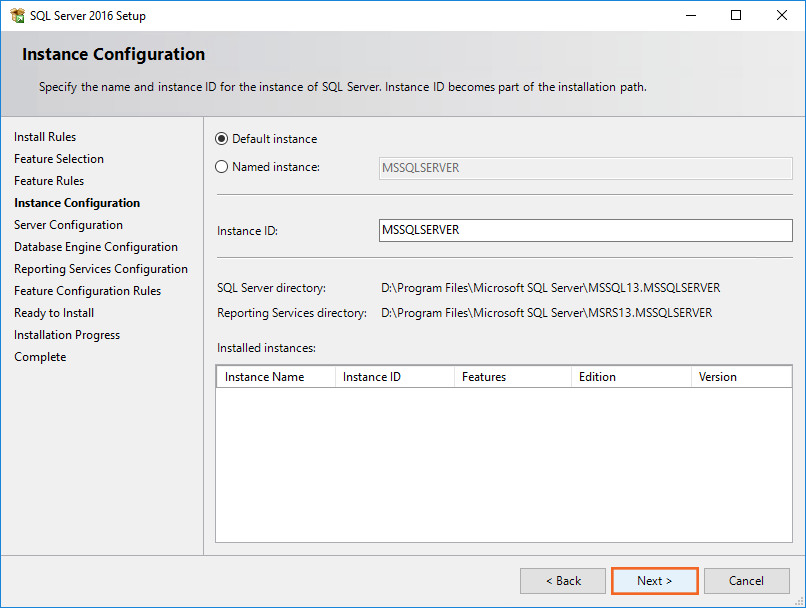 SQL Server 2016 Setup
Instance Configuration
Specify the name and instance ID for the instance of SQL Server. Instance ID becomes part of the installation path.
Install Rules
Feature Selection
Feature Rules
Instance Configuration
Server Configuration
Database Engine Configuration
Reporting Services Configuration
Feature Configuration Rules
Ready to Install
Installation Progress
Complete
Default instance
Named instance: MSSQLSERVER
Instance ID: MSSQLSERVER
SQL Server directory: D:\Program Files\Microsoft SQL Server\MSSQL13.MSSQLSERVER
Reporting Services directory: D:\Program Files\Microsoft SQL Server\MSRS13.MSSQLSERVER
Installed instances:
Instance Name Instance ID Features Edition Version
< Back Next > Cancel